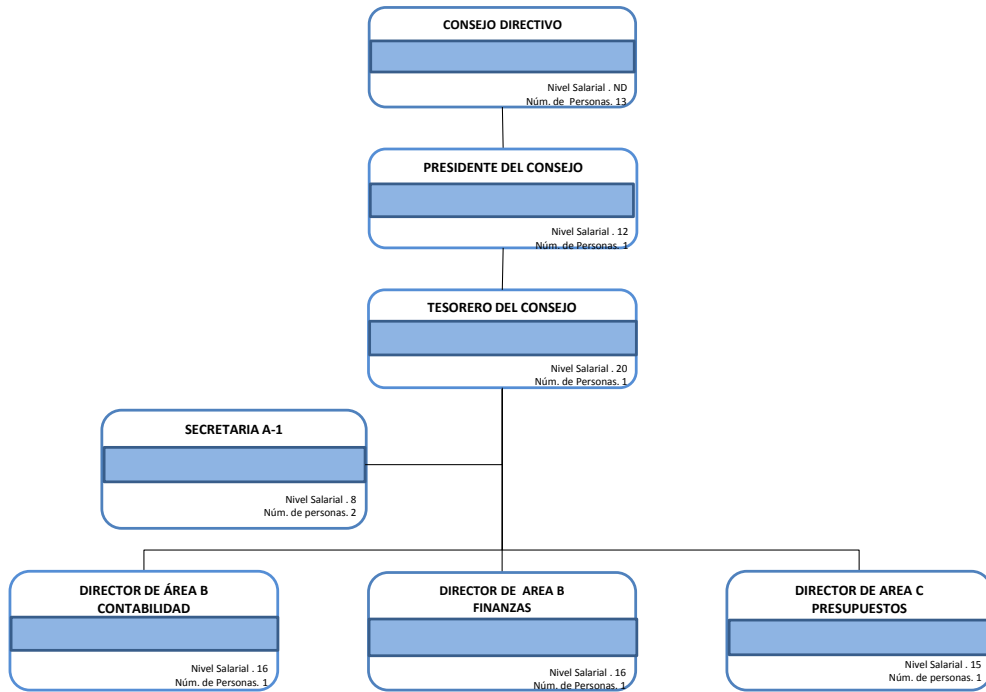 CONSEJO DIRECTIVO
Nivel Salarial . ND
Núm. de  Personas. 13
PRESIDENTE DEL CONSEJO
Nivel Salarial . 12
Núm. de Personas. 1
TESORERO DEL CONSEJO
Nivel Salarial . 20
Núm. de Personas. 1
SECRETARIA A-1
Nivel Salarial . 8
Núm. de personas. 2
DIRECTOR DE ÁREA B
CONTABILIDAD
Nivel Salarial . 16
Núm. de Personas. 1
DIRECTOR DE  AREA B
FINANZAS
Nivel Salarial . 16
Núm. de Personas. 1
DIRECTOR DE AREA C
PRESUPUESTOS
Nivel Salarial . 15
Núm. de personas. 1